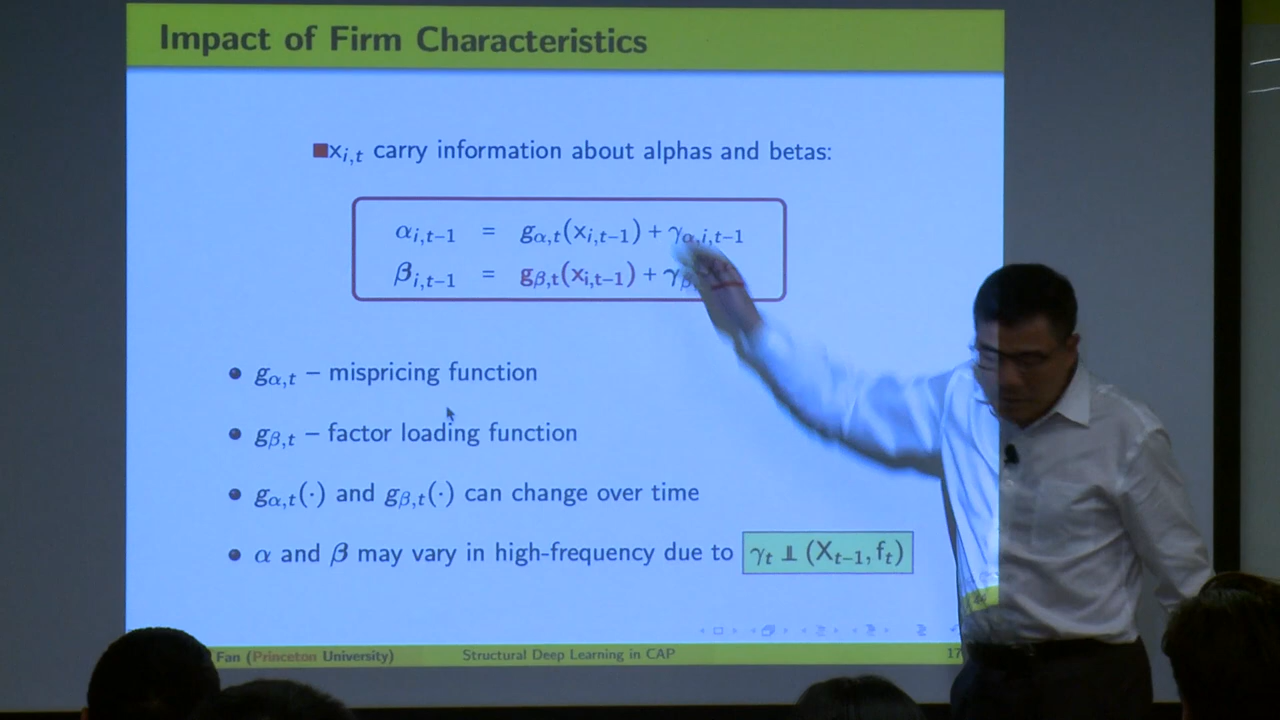 Impact of Firm Characteristics
■x_{i,t} carry information about alphas and betas:
α_{i,t−1} = g_{α,t}(x_{i,t−1}) + γ_{α,i,t−1}
β_{i,t−1} = g_{β,t}(x_{i,t−1}) + γ_β
• g_{α,t} – mispricing function
• g_{β,t} – factor loading function
• g_{α,t}(·) and g_{β,t}(·) can change over time
• α and β may vary in high-frequency due to γ_t ⫫ (X_{t−1}, f_t)
Fan (Princeton University) Structural Deep Learning in CAP 17